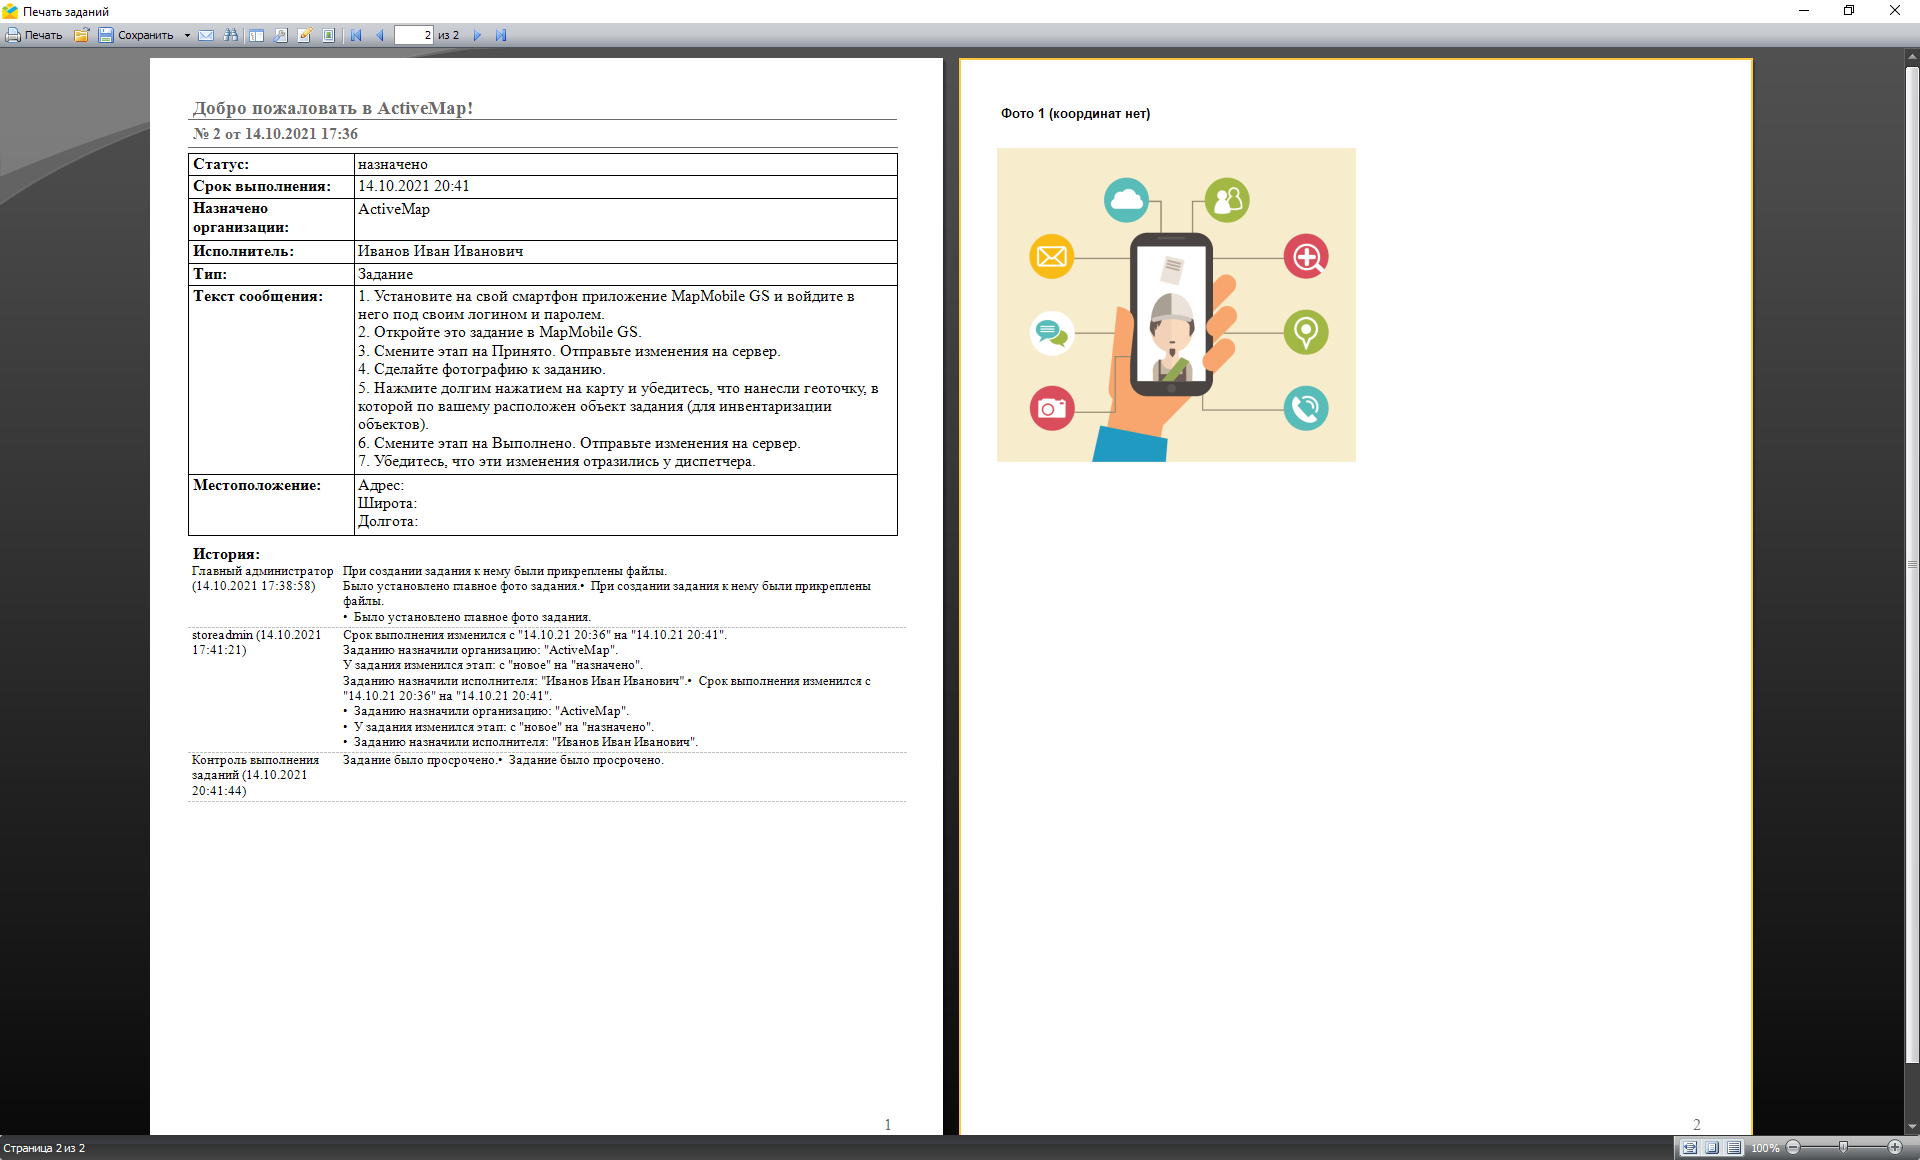 Печать заданий
Печать
Сохранить
2 из 2
Добро пожаловать в ActiveMap!
№ 2 от 14.10.2021 17:36
Статус: назначено
Срок выполнения: 14.10.2021 20:41
Назначено организации: ActiveMap
Исполнитель: Иванов Иван Иванович
Тип: Задание
Текст сообщения: 1. Установите на свой смартфон приложение MapMobile GS и войдите в
него под своим логином и паролем.
2. Откройте это задание в MapMobile GS.
3. Смените этап на Принято. Отправьте изменения на сервер.
4. Сделайте фотографию к заданию.
5. Нажмите долгим нажатием на карту и убедитесь, что нанесли геоточку, в
которой по вашему расположен объект задания (для инвентаризации
объектов).
6. Смените этап на Выполнено. Отправьте изменения на сервер.
7. Убедитесь, что эти изменения отразились у диспетчера.
Местоположение: Адрес:
Широта:
Долгота:
История:
Главный администратор
(14.10.2021 17:38:58)
При создании задания к нему были прикреплены файлы.
Было установлено главное фото задания.• При создании задания к нему были прикреплены
файлы.
• Было установлено главное фото задания.
storeadmin (14.10.2021
17:41:21)
Срок выполнения изменился с "14.10.21 20:36" на "14.10.21 20:41".
Заданию назначили организацию: "ActiveMap".
У задания изменился этап: с "новое" на "назначено".
Заданию назначили исполнителя: "Иванов Иван Иванович".• Срок выполнения изменился с
"14.10.21 20:36" на "14.10.21 20:41".
• Заданию назначили организацию: "ActiveMap".
• У задания изменился этап: с "новое" на "назначено".
• Заданию назначили исполнителя: "Иванов Иван Иванович".
Контроль выполнения
заданий (14.10.2021
20:41:44)
Задание было просрочено.• Задание было просрочено.
1
Фото 1 (координат нет)
2
Страница 2 из 2
100%